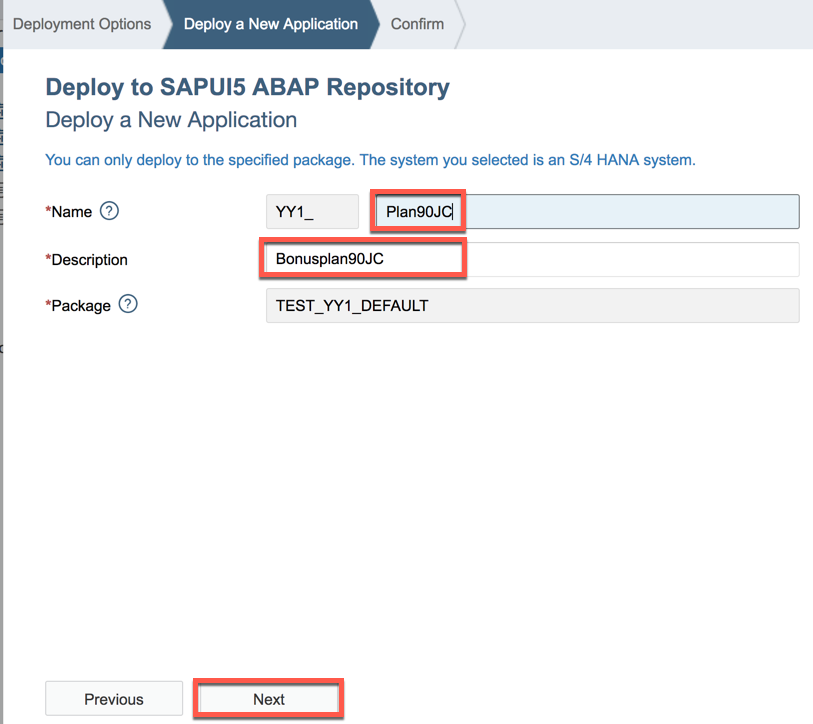 Deployment Options Deploy a New Application Confirm
Deploy to SAPUI5 ABAP Repository
Deploy a New Application
You can only deploy to the specified package. The system you selected is an S/4 HANA system.
*Name ? YY1_ Plan90JC
*Description Bonusplan90JC
*Package ? TEST_YY1_DEFAULT
Previous Next